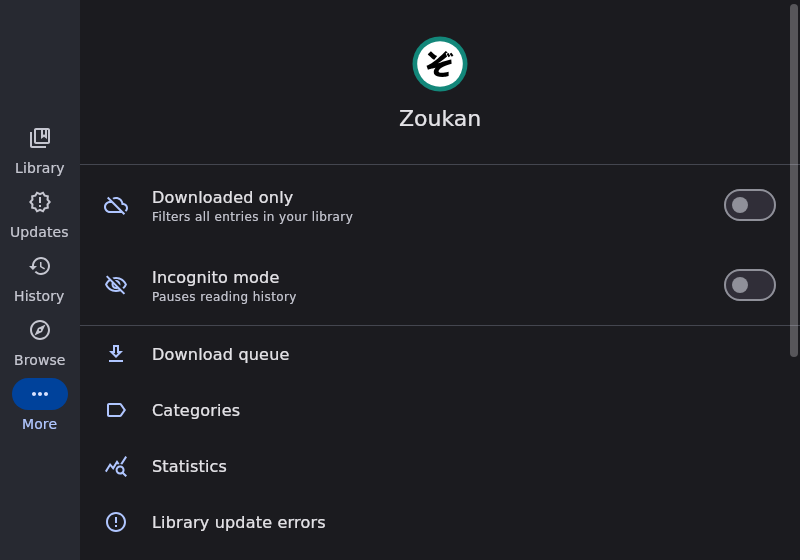 そ
Zoukan
Downloaded only
Filters all entries in your library
Incognito mode
Pauses reading history
Download queue
Categories
Statistics
Library update errors
Library
Updates
History
Browse
More